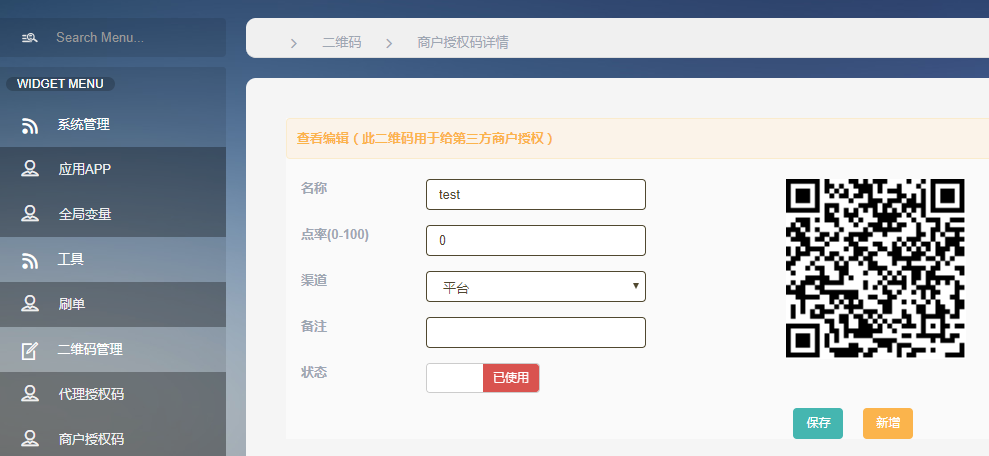 Search Menu...
WIDGET MENU
系统管理
应用APP
全局变量
工具
刷单
二维码管理
代理授权码
商户授权码
> 二维码 > 商户授权码详情
查看编辑（此二维码用于给第三方商户授权）
名称 test
点率(0-100) 0
渠道 平台
备注
状态 已使用
保存 新增